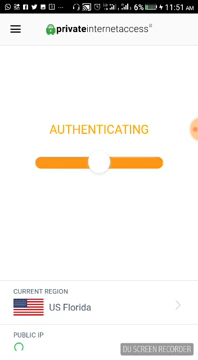 6% 11:51 AM
privateinternetaccess®
AUTHENTICATING
CURRENT REGION
US Florida
PUBLIC IP
DU SCREEN RECORDER